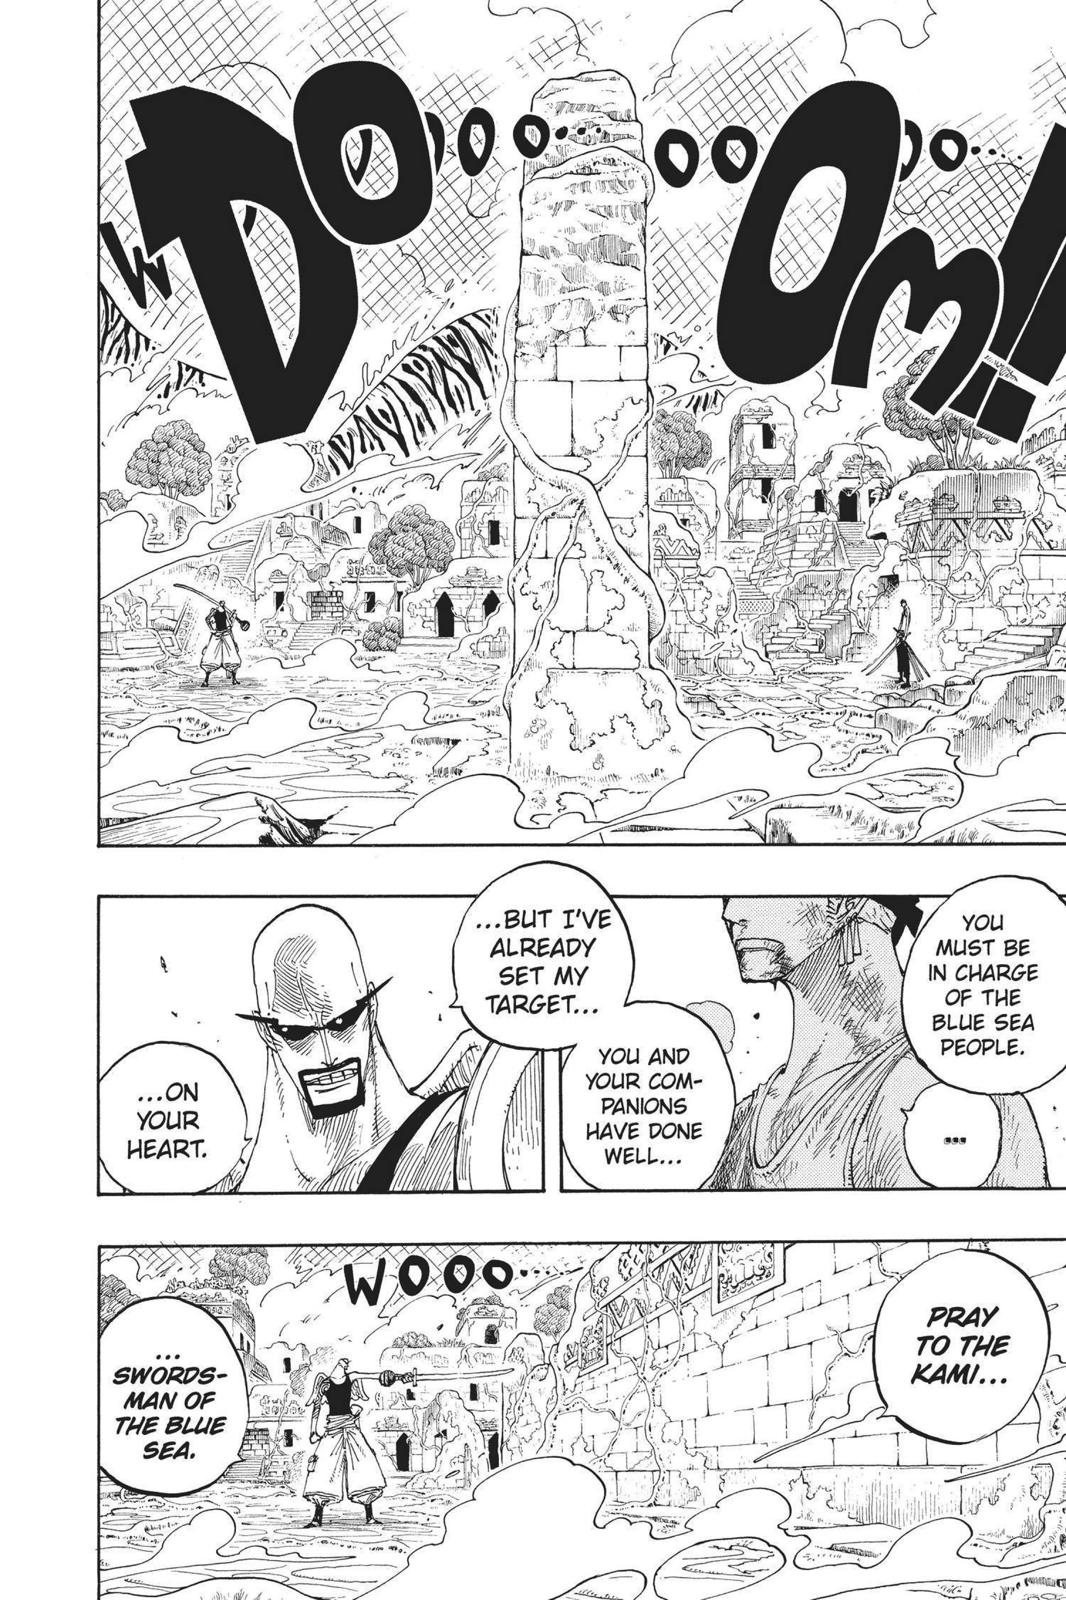 WDOOOO...OOOOMOO...!!
YOU
MUST BE
IN CHARGE
OF THE
BLUE SEA
PEOPLE.
...
YOU AND
YOUR COM-
PANIONS
HAVE DONE
WELL...
...BUT I'VE
ALREADY
SET MY
TARGET...
...ON
YOUR
HEART.
WOOO...
PRAY
TO THE
KAMI...
...
SWORDS-
MAN OF
THE BLUE
SEA.